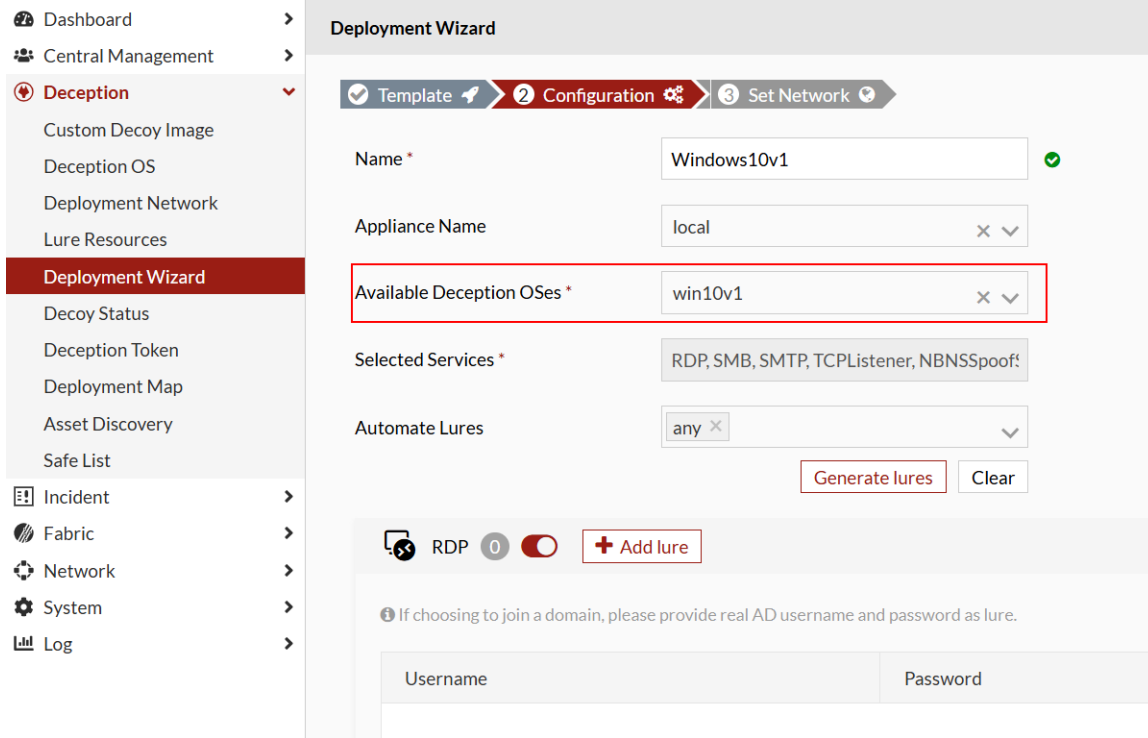 Dashboard
Central Management
Deception
Custom Decoy Image
Deception OS
Deployment Network
Lure Resources
Deployment Wizard
Decoy Status
Deception Token
Deployment Map
Asset Discovery
Safe List
Incident
Fabric
Network
System
Log
Deployment Wizard
Template 2 Configuration 3 Set Network
Name * Windows10v1
Appliance Name local
Available Deception OSes * win10v1
Selected Services * RDP, SMB, SMTP, TCPListener, NBNSSpoof
Automate Lures any
Generate lures Clear
RDP 0 + Add lure
If choosing to join a domain, please provide real AD username and password as lure.
Username Password